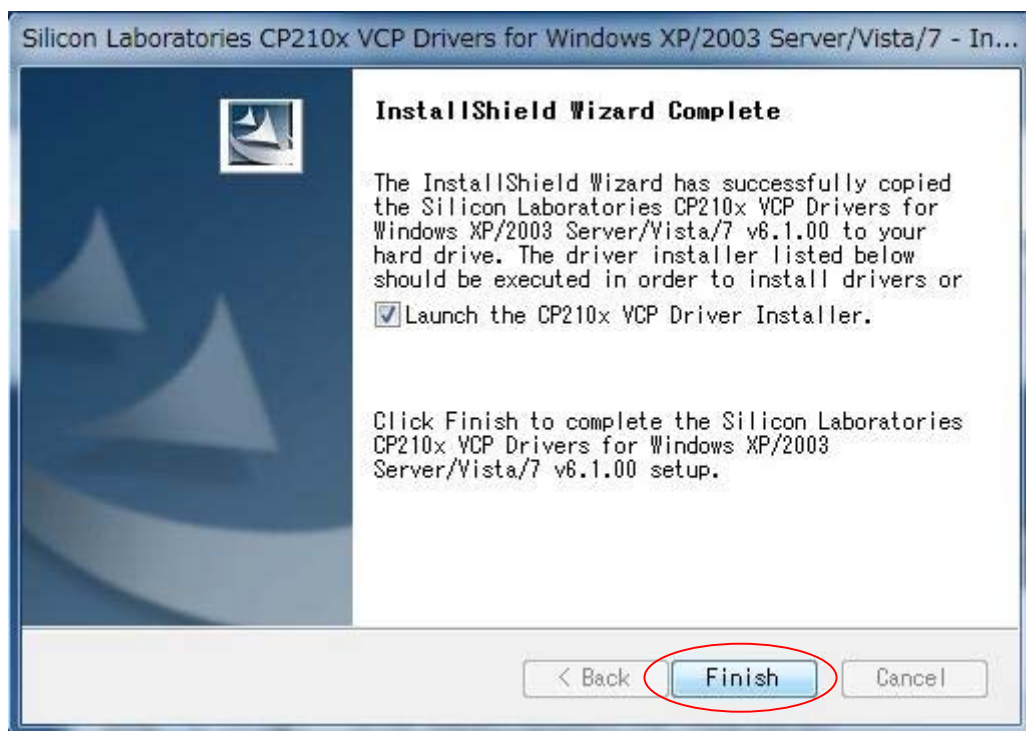 Silicon Laboratories CP210x VCP Drivers for Windows XP/2003 Server/Vista/7 - In...
InstallShield Wizard Complete
The InstallShield Wizard has successfully copied
the Silicon Laboratories CP210x VCP Drivers for
Windows XP/2003 Server/Vista/7 v6.1.00 to your
hard drive. The driver installer listed below
should be executed in order to install drivers or
Launch the CP210x VCP Driver Installer.
Click Finish to complete the Silicon Laboratories
CP210x VCP Drivers for Windows XP/2003
Server/Vista/7 v6.1.00 setup.
< Back Finish Cancel